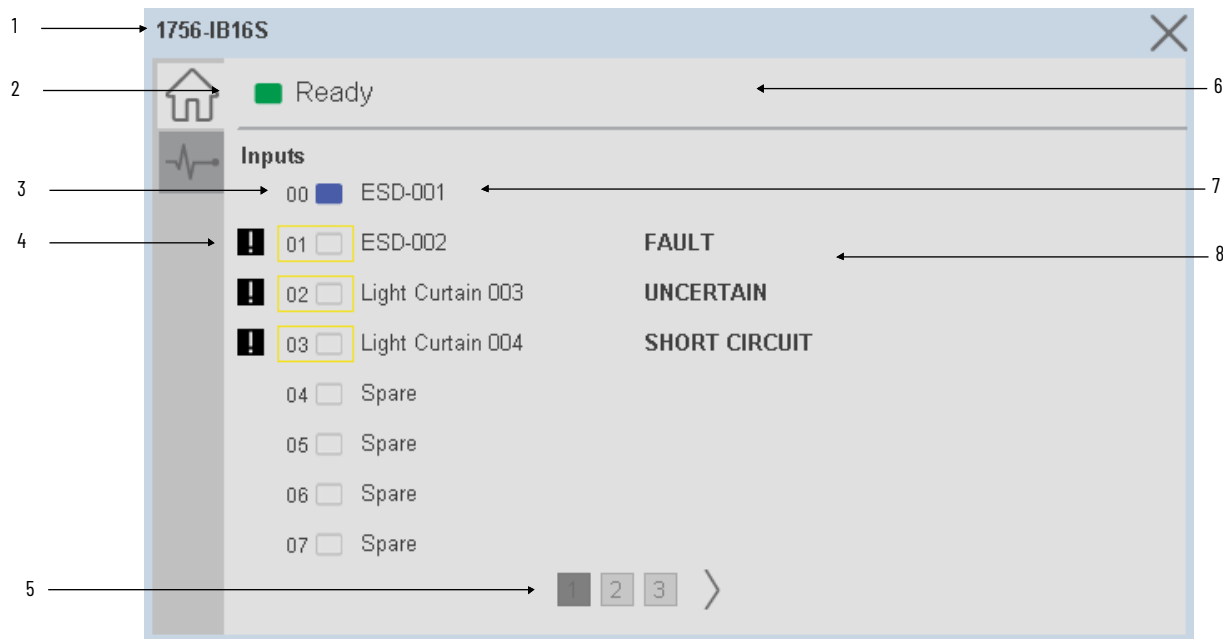 1 1756-IB16S
2 Ready 6
Inputs
3 00 ESD-001 7
4 ! 01 ESD-002 FAULT 8
! 02 Light Curtain 003 UNCERTAIN
! 03 Light Curtain 004 SHORT CIRCUIT
04 Spare
05 Spare
06 Spare
07 Spare
5 1 2 3